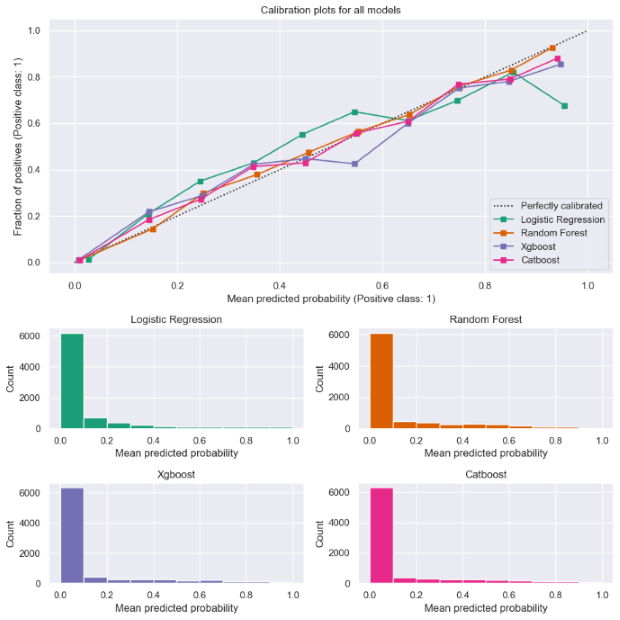 Calibration plots for all models
1.0
0.8
0.6
0.4
0.2
0.0
Fraction of positives (Positive class: 1)
Perfectly calibrated
Logistic Regression
Random Forest
Xgboost
Catboost
0.0 0.2 0.4 0.6 0.8 1.0
Mean predicted probability (Positive class: 1)
Logistic Regression
6000
4000
2000
0
Count
0.0 0.2 0.4 0.6 0.8 1.0
Mean predicted probability
Random Forest
6000
4000
2000
0
Count
0.0 0.2 0.4 0.6 0.8 1.0
Mean predicted probability
Xgboost
6000
4000
2000
0
Count
0.0 0.2 0.4 0.6 0.8 1.0
Mean predicted probability
Catboost
6000
4000
2000
0
Count
0.0 0.2 0.4 0.6 0.8 1.0
Mean predicted probability